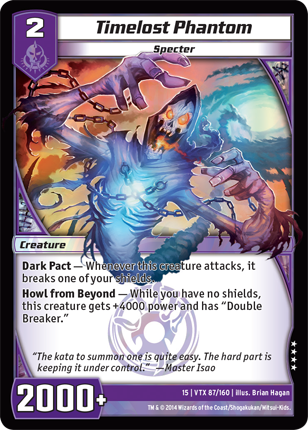 2
Timelost Phantom
Specter
Creature
Dark Pact — Whenever this creature attacks, it
breaks one of your shields.
Howl from Beyond — While you have no shields,
this creature gets +4000 power and has "Double
Breaker."
"The kata to summon one is quite easy. The hard part is
keeping it under control." —Master Isao
2000+
15 | VTX 87/160 | Illus. Brian Hagan
TM & © 2014 Wizards of the Coast/Shogakukan/Mitsui-Kids.